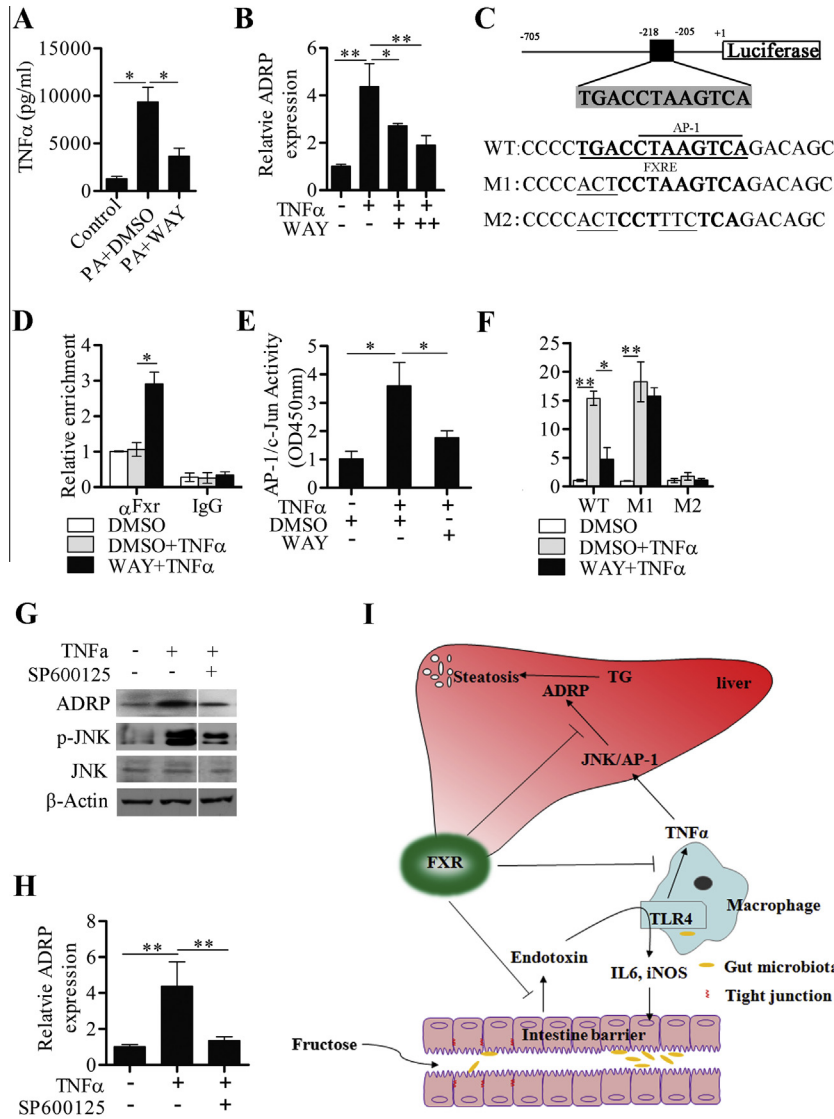 A
TNFα (pg/ml)
15000
10000
5000
0
*
*
Control
PA+DMSO
PA+WAY
B
Relatvie ADRP
expression
6
4
2
0
**
**
*
TNFα - + + +
WAY - - + ++
C
-705
-218
-205
+1
Luciferase
TGACCTAAGTCA
AP-1
WT:CCCCTGACCTAAGTCAGACAGC
FXRE
M1:CCCCACTCCTAAGTCAGACAGC
M2:CCCCACTCCTTTCTCAGACAGC
D
Relative enrichment
4
3
2
1
0
*
αFxr
IgG
DMSO
DMSO+TNFα
WAY+TNFα
E
AP-1/c-Jun Activity
(OD450nm)
5
4
3
2
1
0
*
*
TNFα - + +
DMSO + + -
WAY - - +
F
25
20
15
10
5
0
**
*
**
WT
M1
M2
DMSO
DMSO+TNFα
WAY+TNFα
G
TNFa - + +
SP600125 - - +
ADRP
p-JNK
JNK
β-Actin
H
Relatvie ADRP
expression
8
6
4
2
0
**
**
TNFα - + +
SP600125 - - +
I
Steatosis
TG
liver
ADRP
JNK/AP-1
TNFα
FXR
Macrophage
TLR4
Endotoxin
IL6, iNOS
Gut microbiota
Tight junction
Intestine barrier
Fructose